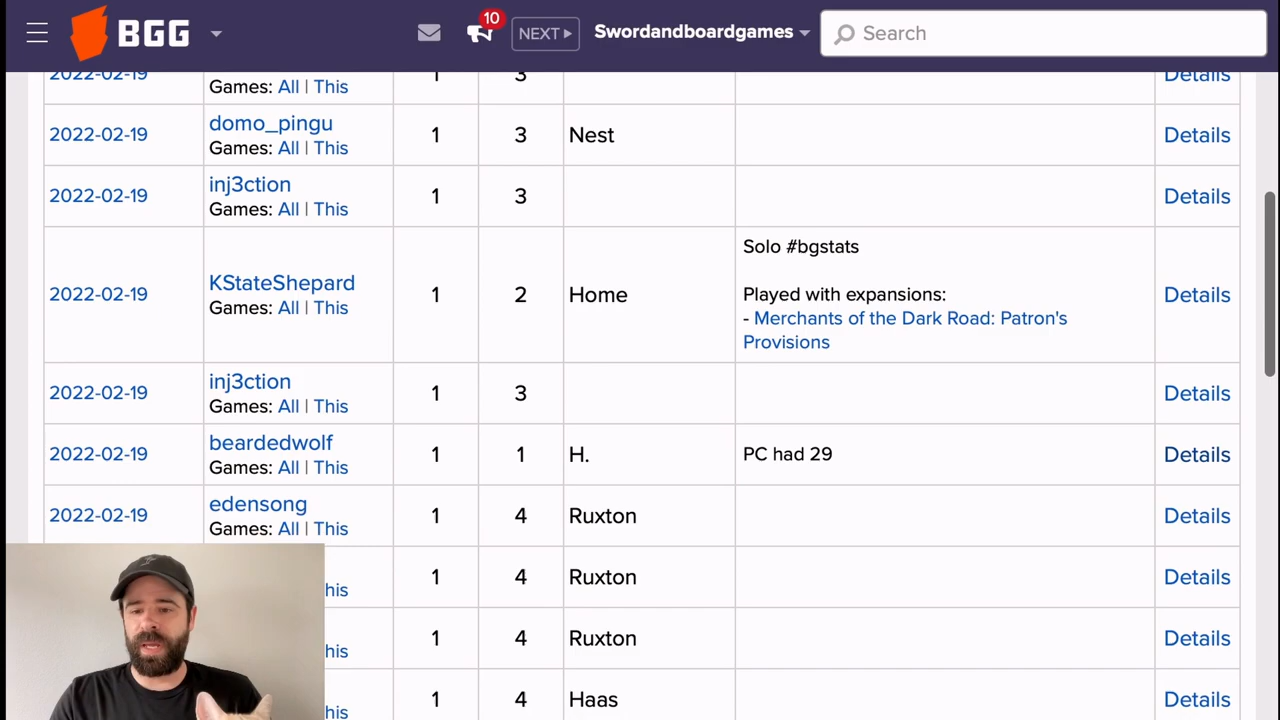 BGG
10
NEXT
Swordandboardgames
Search
2022-02-19
Games: All | This
1
3
Details
2022-02-19
domo_pingu
Games: All | This
1
3
Nest
Details
2022-02-19
inj3ction
Games: All | This
1
3
Details
2022-02-19
KStateShepard
Games: All | This
1
2
Home
Solo #bgstats
Played with expansions:
- Merchants of the Dark Road: Patron's
Provisions
Details
2022-02-19
inj3ction
Games: All | This
1
3
Details
2022-02-19
beardedwolf
Games: All | This
1
1
H.
PC had 29
Details
2022-02-19
edensong
Games: All | This
1
4
Ruxton
Details
1
4
Ruxton
Details
1
4
Ruxton
Details
1
4
Haas
Details